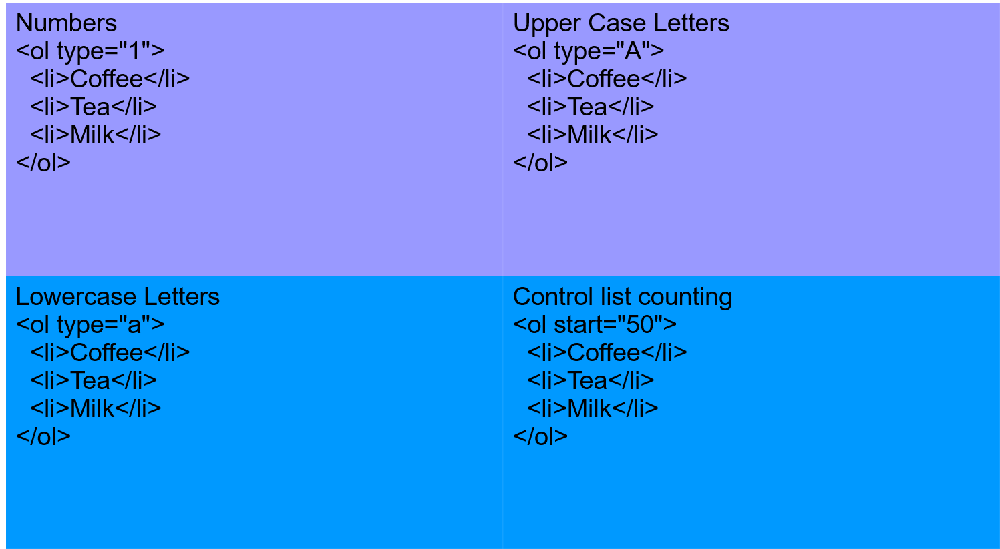 Numbers
<ol type="1">
  <li>Coffee</li>
  <li>Tea</li>
  <li>Milk</li>
</ol>
Upper Case Letters
<ol type="A">
  <li>Coffee</li>
  <li>Tea</li>
  <li>Milk</li>
</ol>
Lowercase Letters
<ol type="a">
  <li>Coffee</li>
  <li>Tea</li>
  <li>Milk</li>
</ol>
Control list counting
<ol start="50">
  <li>Coffee</li>
  <li>Tea</li>
  <li>Milk</li>
</ol>